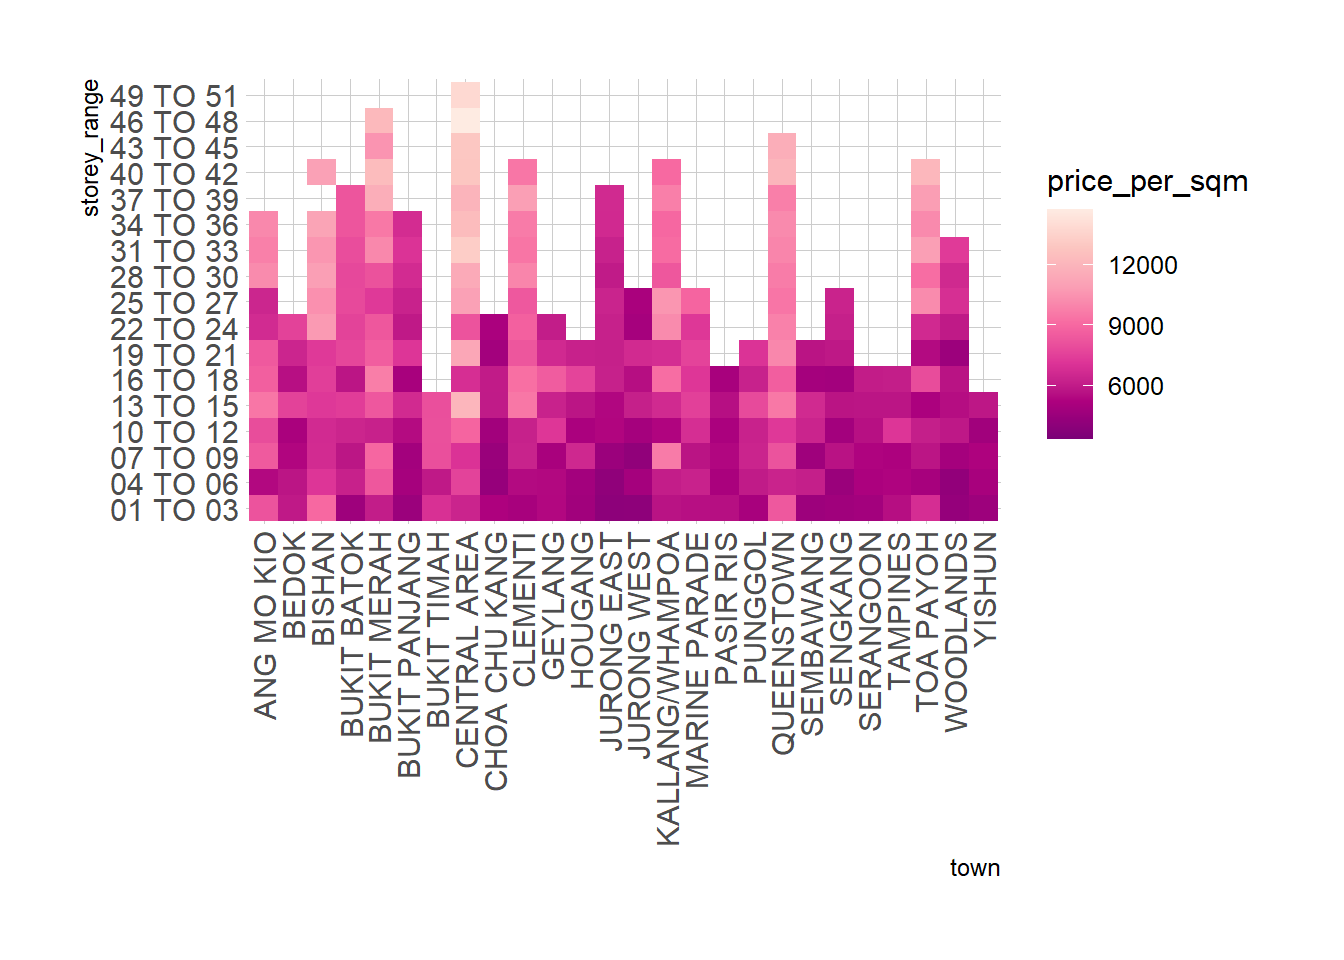 storey_range
49 TO 51
46 TO 48
43 TO 45
40 TO 42
37 TO 39
34 TO 36
31 TO 33
28 TO 30
25 TO 27
22 TO 24
19 TO 21
16 TO 18
13 TO 15
10 TO 12
07 TO 09
04 TO 06
01 TO 03
ANG MO KIO
BEDOK
BISHAN
BUKIT BATOK
BUKIT MERAH
BUKIT PANJANG
BUKIT TIMAH
CENTRAL AREA
CHOA CHU KANG
CLEMENTI
GEYLANG
HOUGANG
JURONG EAST
JURONG WEST
KALLANG/WHAMPOA
MARINE PARADE
PASIR RIS
PUNGGOL
QUEENSTOWN
SEMBAWANG
SENGKANG
SERANGOON
TAMPINES
TOA PAYOH
WOODLANDS
YISHUN
town
price_per_sqm
12000
9000
6000